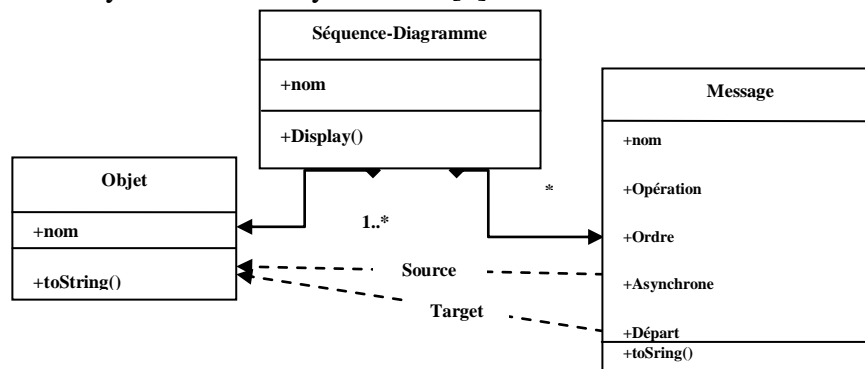 Séquence-Diagramme
+nom
+Display()
Objet
+nom
+toString()
Message
+nom
+Opération
+Ordre
+Asynchrone
+Départ
+toSring()
1..*
*
Source
Target